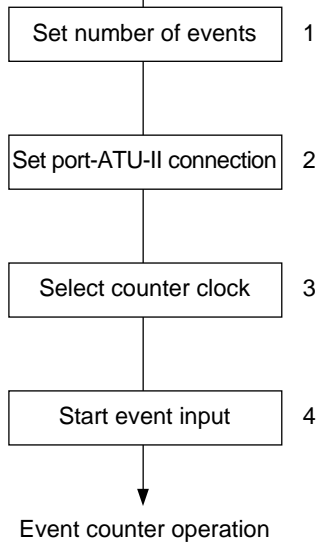 Set number of events 1
Set port-ATU-II connection 2
Select counter clock 3
Start event input 4
Event counter operation